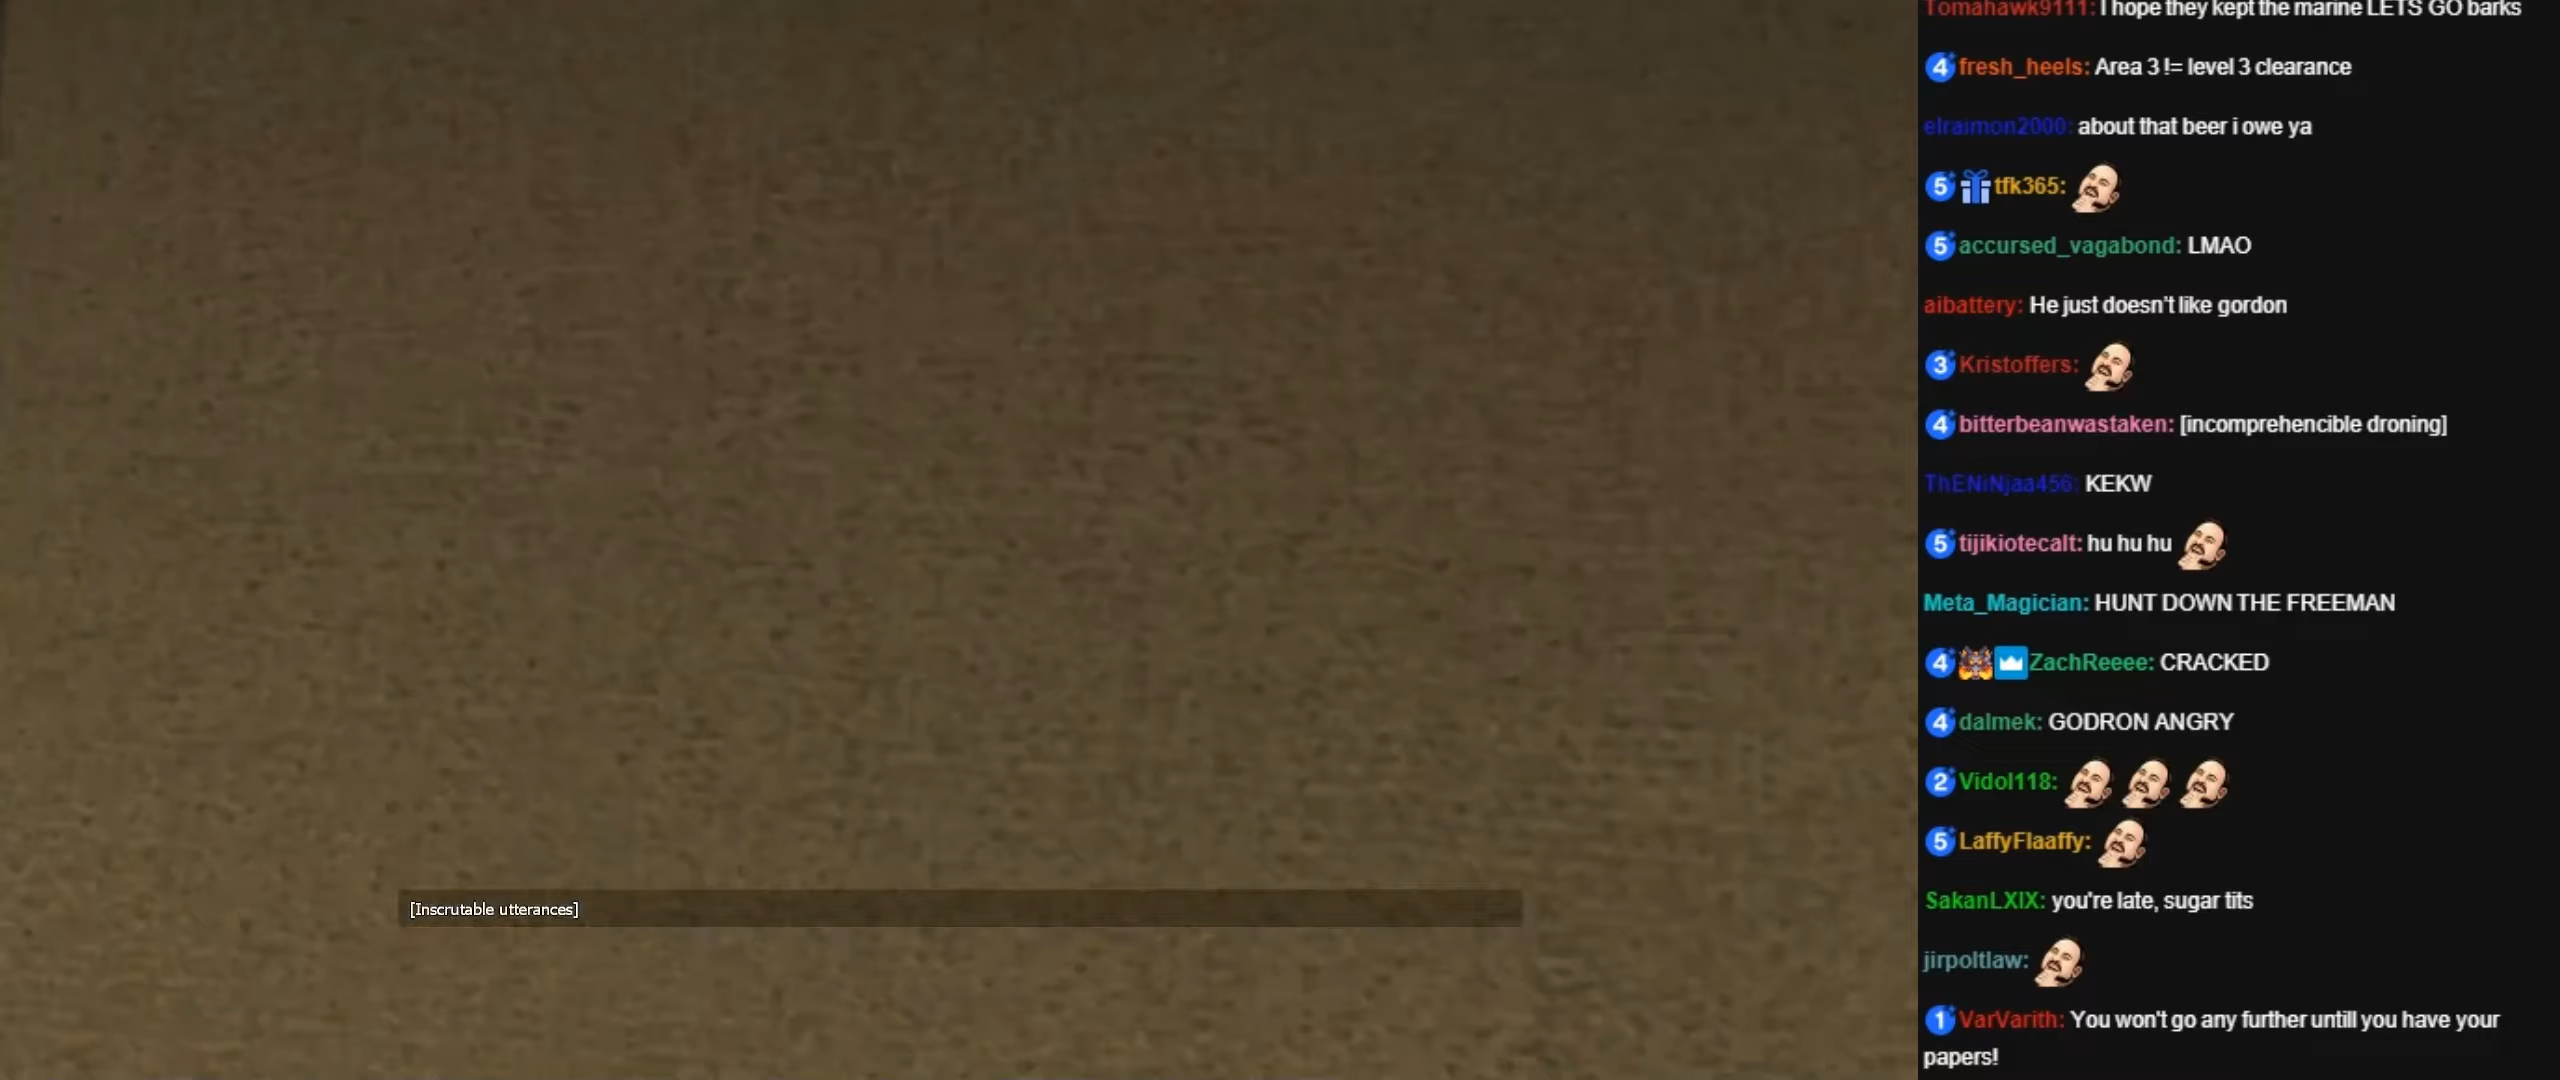 Tomahawk9111: I hope they kept the marine LETS GO barks
4 fresh_heels: Area 3 != level 3 clearance
elraimon2000: about that beer i owe ya
5 tfk365:
5 accursed_vagabond: LMAO
aibattery: He just doesn't like gordon
3 Kristoffers:
4 bitterbeanwastaken: [incomprehencible droning]
ThENiNjaa456: KEKW
5 tijikiotecalt: hu hu hu
Meta_Magician: HUNT DOWN THE FREEMAN
4 ZachReeee: CRACKED
4 dalmek: GODRON ANGRY
2 Vidol118:
5 LaffyFlaaffy:
SakanLXIX: you're late, sugar tits
jirpoltlaw:
1 VarVarith: You won't go any further untill you have your
papers!
[Inscrutable utterances]